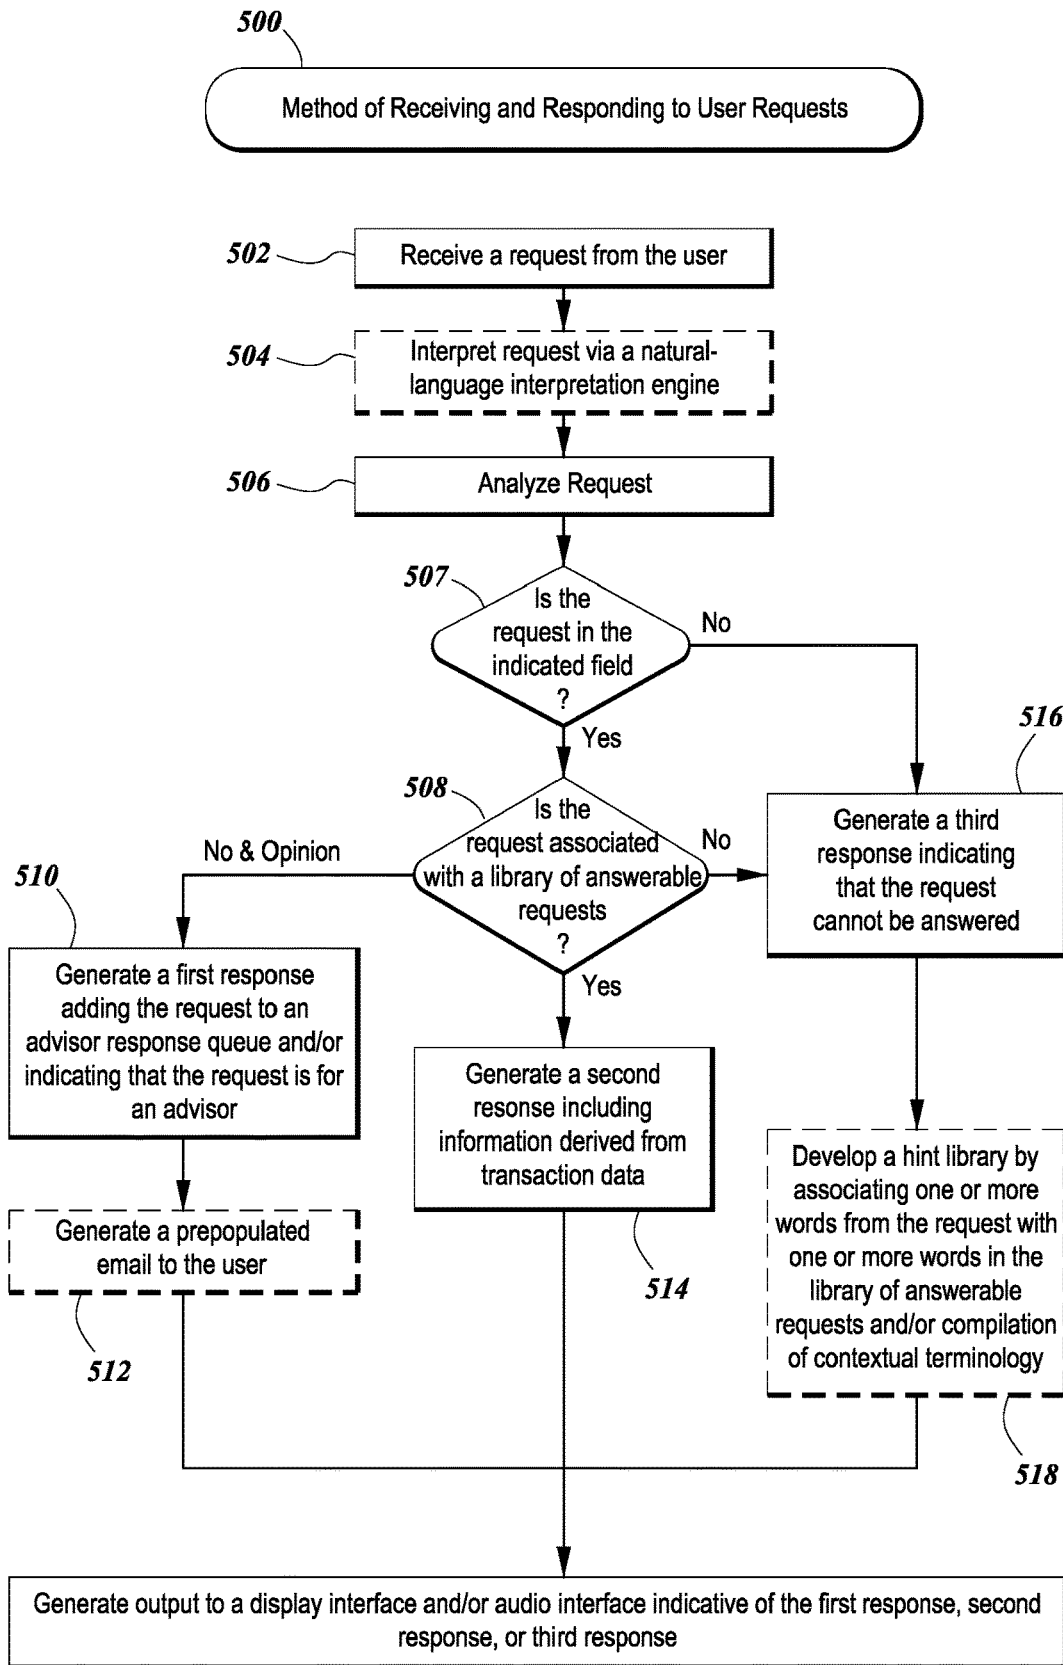 500
Method of Receiving and Responding to User Requests
502
Receive a request from the user
504
Interpret request via a natural-
language interpretation engine
506
Analyze Request
507
Is the
request in the
indicated field
?
No
Yes
508
Is the
request associated
with a library of answerable
requests
?
No & Opinion
No
Yes
510
Generate a first response
adding the request to an
advisor response queue and/or
indicating that the request is for
an advisor
Generate a prepopulated
email to the user
512
Generate a second
resonse including
information derived from
transaction data
514
516
Generate a third
response indicating
that the request
cannot be answered
Develop a hint library by
associating one or more
words from the request with
one or more words in the
library of answerable
requests and/or compilation
of contextual terminology
518
Generate output to a display interface and/or audio interface indicative of the first response, second
response, or third response